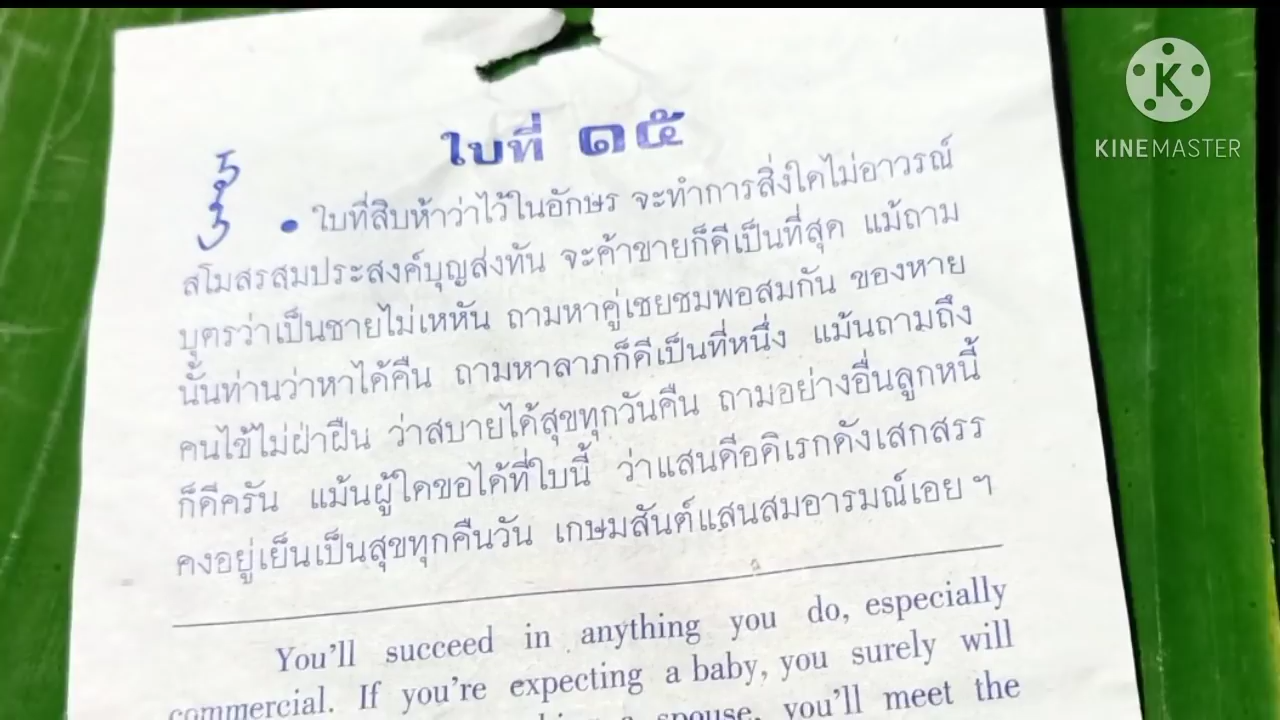 KINEMASTER
ใบที่ ๑๕
• ใบที่สิบห้าว่าไว้ในอักษร จะทำการสิ่งใดไม่อาวรณ์
สโมสรสมประสงค์บุญส่งทัน จะค้าขายก็ดีเป็นที่สุด แม้ถาม
บุตรว่าเป็นชายไม่เหหัน ถามหาคู่เชยชมพอสมกัน ของหาย
นั้นท่านว่าหาได้คืน ถามหาลาภก็ดีเป็นที่หนึ่ง แม้นถามถึง
คนไข้ไม่ฝ่าฝืน ว่าสบายได้สุขทุกวันคืน ถามอย่างอื่นลูกหนี้
ก็ดีครัน แม้นผู้ใดขอได้ที่ใบนี้ ว่าแสนดีอดิเรกดังเสกสรร
คงอยู่เย็นเป็นสุขทุกคืนวัน เกษมสันต์แสนสมอารมณ์เอย ฯ
You'll succeed in anything you do, especially
commercial. If you're expecting a baby, you surely will
a spouse, you'll meet the